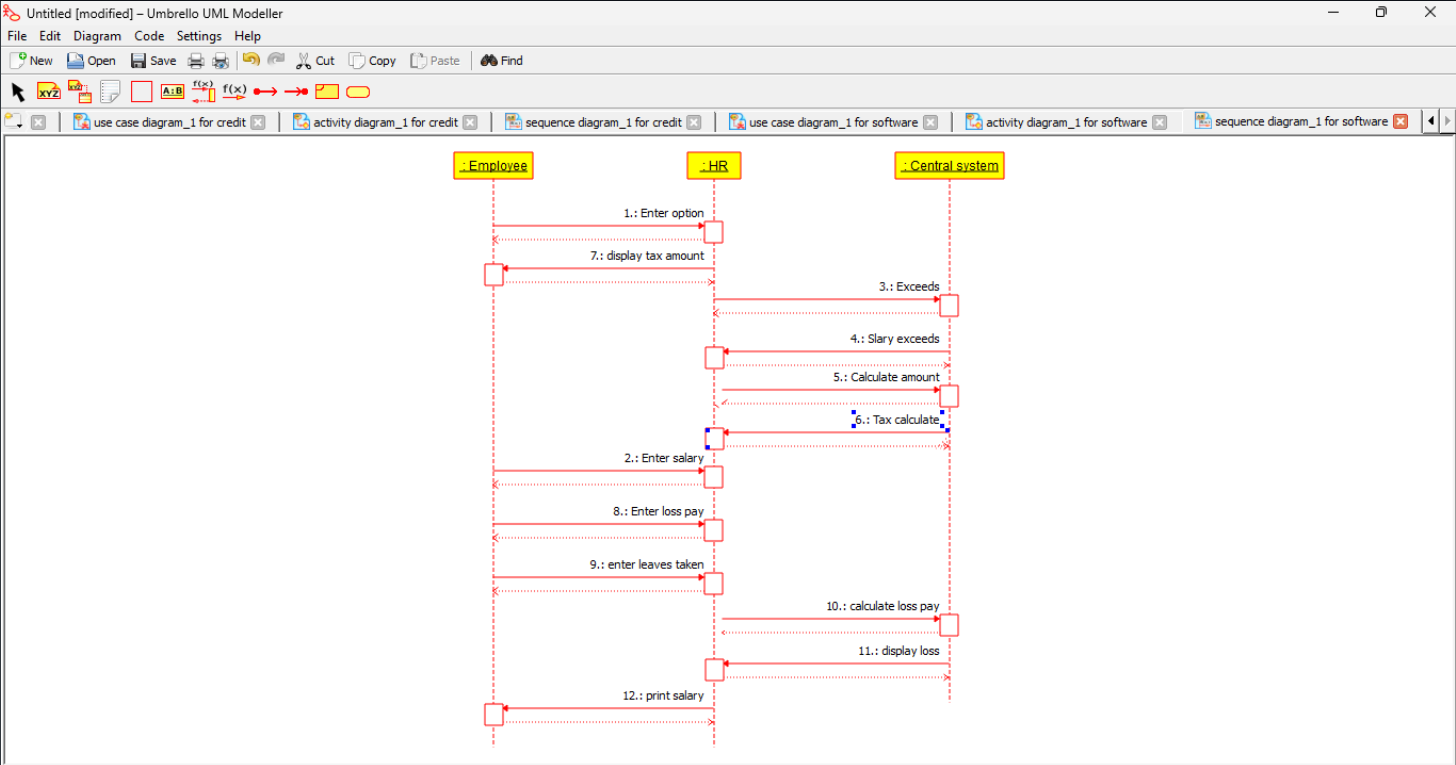 Untitled [modified] – Umbrello UML Modeller
File Edit Diagram Code Settings Help
New Open Save Cut Copy Paste Find
XYZ XYZ A:B f(x) f(x)
use case diagram_1 for credit activity diagram_1 for credit sequence diagram_1 for credit use case diagram_1 for software activity diagram_1 for software sequence diagram_1 for software
: Employee : HR : Central system
1.: Enter option
7.: display tax amount
3.: Exceeds
4.: Slary exceeds
5.: Calculate amount
6.: Tax calculate
2.: Enter salary
8.: Enter loss pay
9.: enter leaves taken
10.: calculate loss pay
11.: display loss
12.: print salary